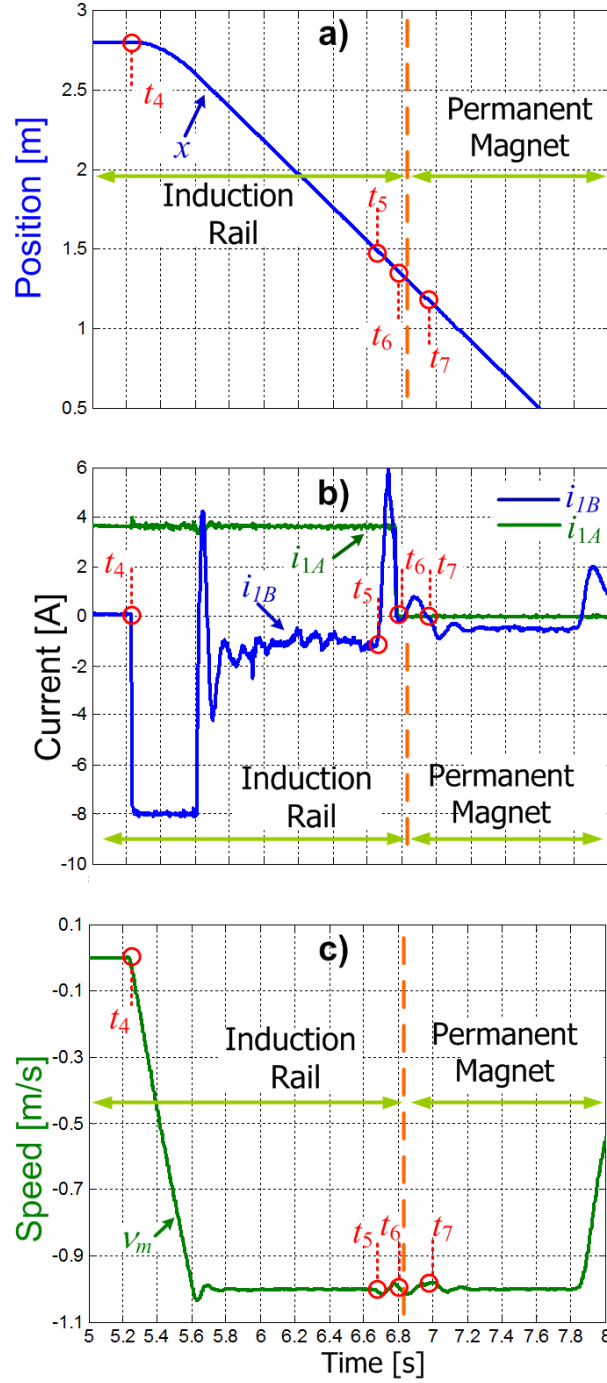 3
2.5
2
1.5
1
0.5
Position [m]
a)
t4
x
Permanent
Magnet
Induction
Rail
t5
t6
t7
6
4
2
0
-2
-4
-6
-8
-10
Current [A]
b)
i1B
i1A
t4
i1A
i1B
t5
t6
t7
Induction
Rail
Permanent
Magnet
0.1
-0.1
-0.3
-0.5
-0.7
-0.9
-1.1
Speed [m/s]
c)
t4
Induction
Rail
Permanent
Magnet
vm
t5
t6
t7
5 5.2 5.4 5.6 5.8 6 6.2 6.4 6.6 6.8 7 7.2 7.4 7.6 7.8 8
Time [s]